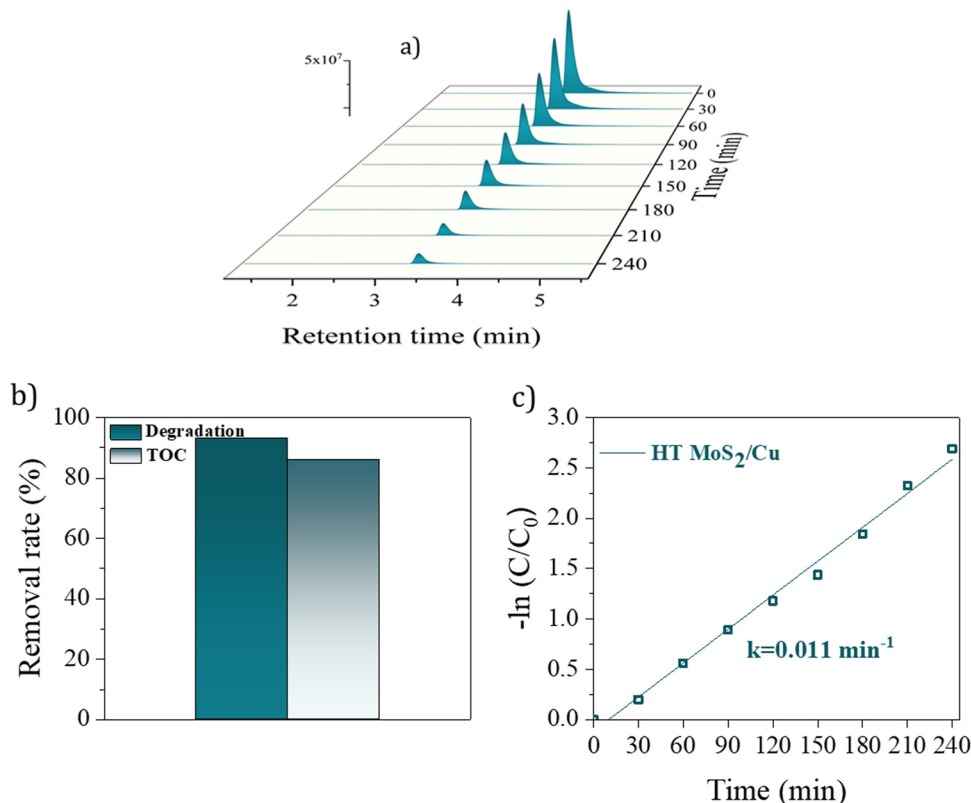 a)
5x10⁷
0
30
60
90
120
150
180
210
240
Time (min)
2 3 4 5
Retention time (min)
b)
100
80
60
40
20
0
Removal rate (%)
Degradation
TOC
c)
3.0
2.5
2.0
1.5
1.0
0.5
0.0
-ln (C/C₀)
HT MoS₂/Cu
k=0.011 min⁻¹
0 30 60 90 120 150 180 210 240
Time (min)